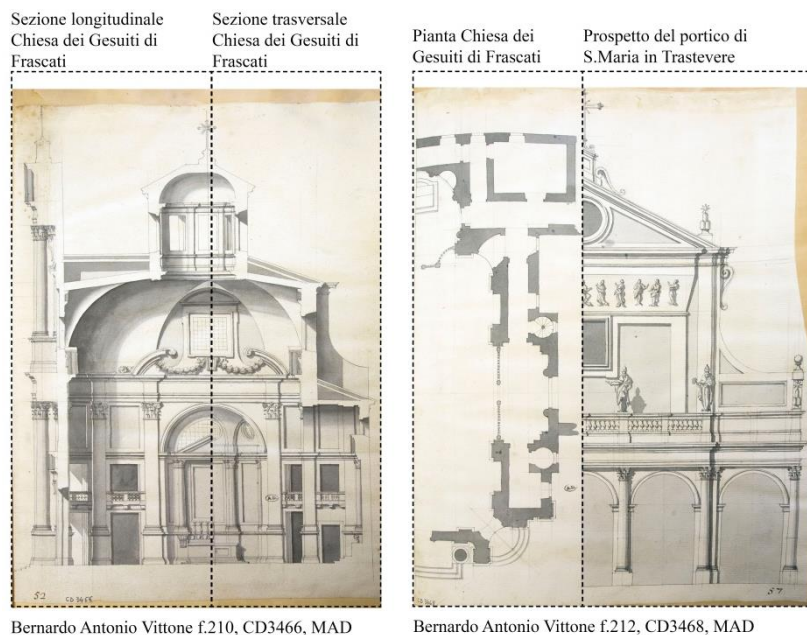 Sezione longitudinale
Chiesa dei Gesuiti di
Frascati
Sezione trasversale
Chiesa dei Gesuiti di
Frascati
Pianta Chiesa dei
Gesuiti di Frascati
Prospetto del portico di
S.Maria in Trastevere
52
57
Bernardo Antonio Vittone f.210, CD3466, MAD
Bernardo Antonio Vittone f.212, CD3468, MAD